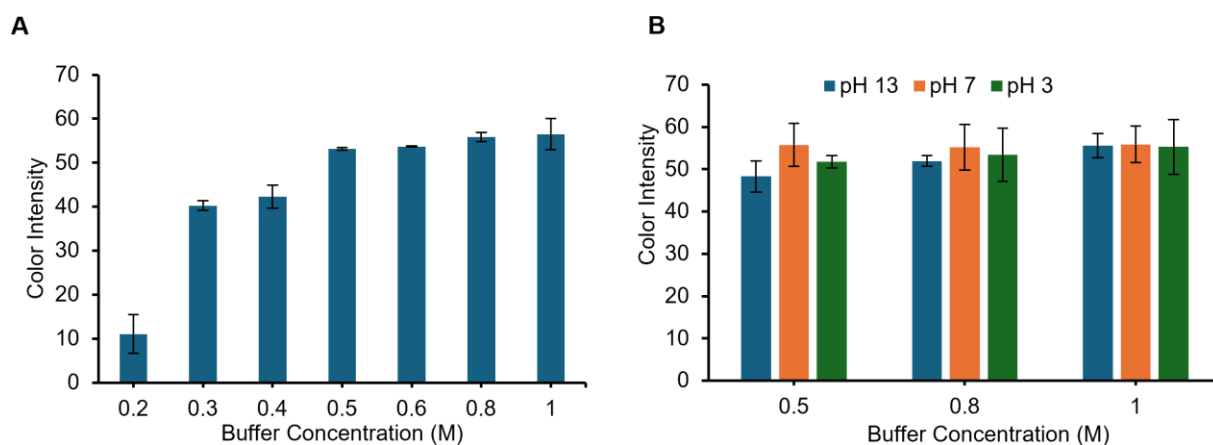 A
Color Intensity
70
60
50
40
30
20
10
0
0.2 0.3 0.4 0.5 0.6 0.8 1
Buffer Concentration (M)
B
pH 13 pH 7 pH 3
Color Intensity
70
60
50
40
30
20
10
0
0.5 0.8 1
Buffer Concentration (M)